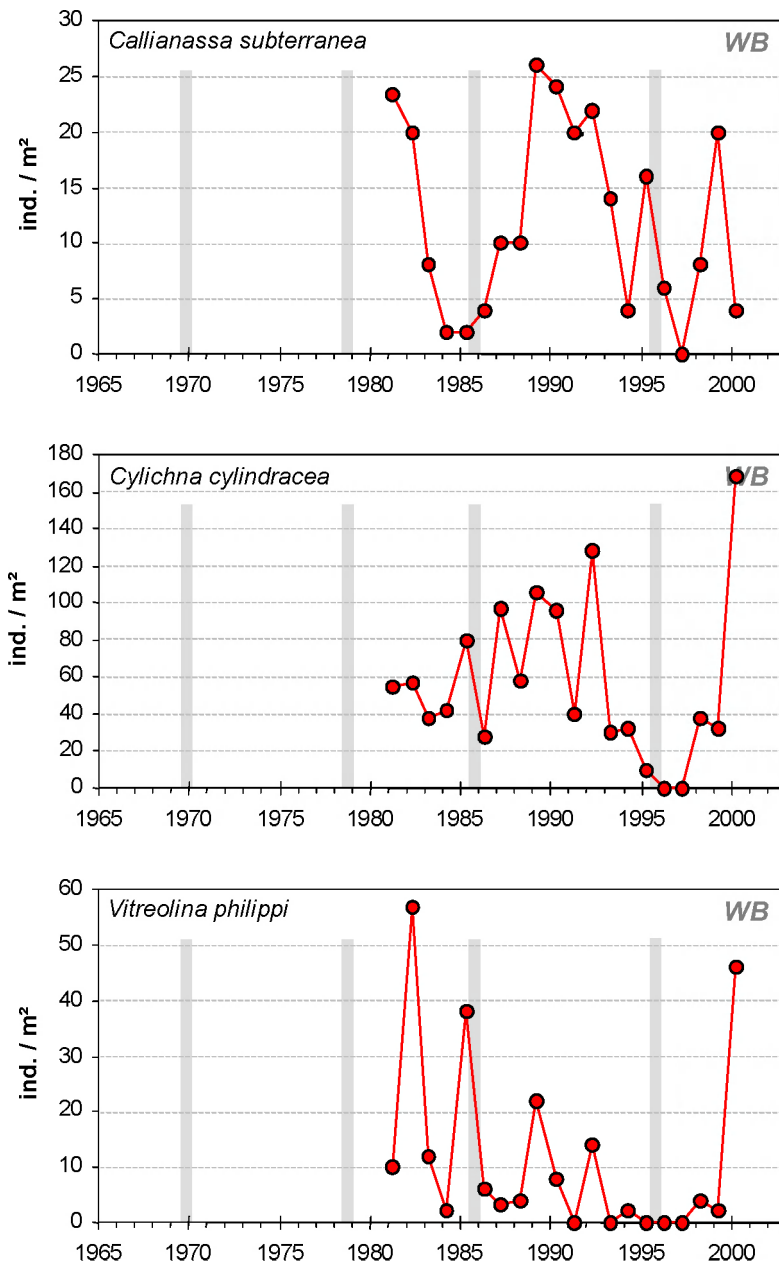 Callianassa subterranea WB
30
25
20
15
10
5
0
ind. / m²
1965 1970 1975 1980 1985 1990 1995 2000
Cylichna cylindracea WB
180
160
140
120
100
80
60
40
20
0
ind. / m²
1965 1970 1975 1980 1985 1990 1995 2000
Vitreolina philippi WB
60
50
40
30
20
10
0
ind. / m²
1965 1970 1975 1980 1985 1990 1995 2000